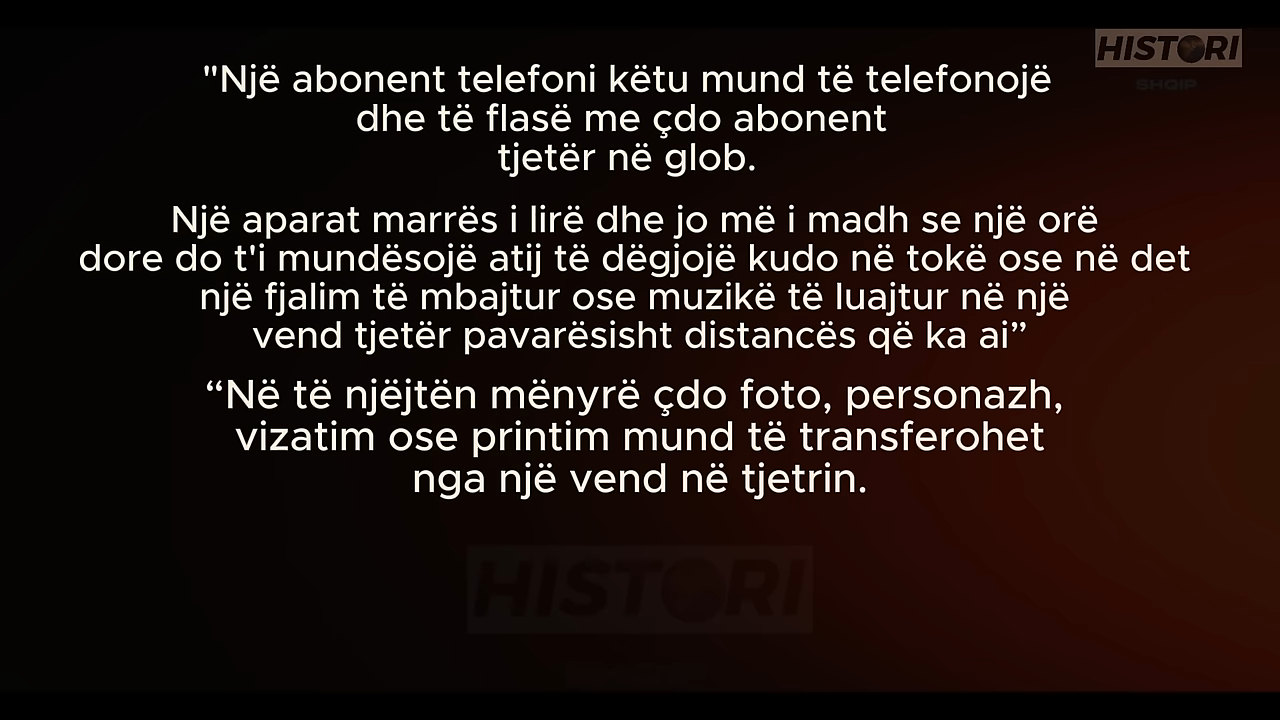 HISTORI
SHQIP
"Një abonent telefoni këtu mund të telefonojë
dhe të flasë me çdo abonent
tjetër në glob.
Një aparat marrës i lirë dhe jo më i madh se një orë
dore do t'i mundësojë atij të dëgjojë kudo në tokë ose në det
një fjalim të mbajtur ose muzikë të luajtur në një
vend tjetër pavarësisht distancës që ka ai”
“Në të njëjtën mënyrë çdo foto, personazh,
vizatim ose printim mund të transferohet
nga një vend në tjetrin.
HISTORI